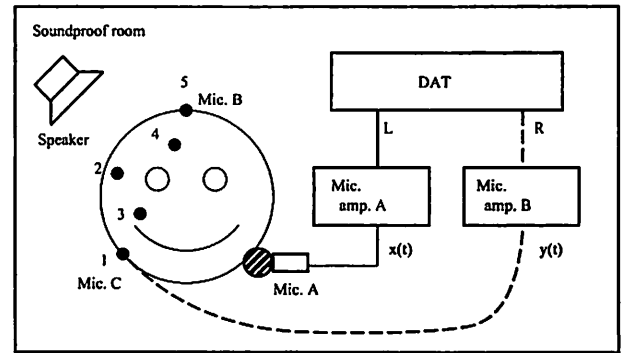 Soundproof room
Speaker
5
Mic. B
4
2
3
1
Mic. C
Mic. A
DAT
L
R
Mic.
amp. A
Mic.
amp. B
x(t)
y(t)